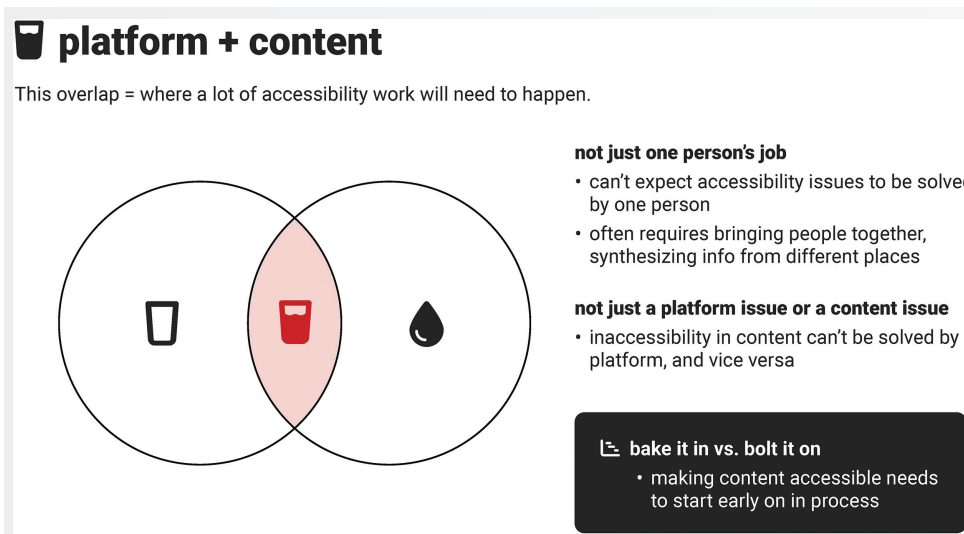 platform + content
This overlap = where a lot of accessibility work will need to happen.
not just one person’s job
• can’t expect accessibility issues to be solve
by one person
• often requires bringing people together,
synthesizing info from different places
not just a platform issue or a content issue
• inaccessibility in content can’t be solved by
platform, and vice versa
bake it in vs. bolt it on
• making content accessible needs
to start early on in process